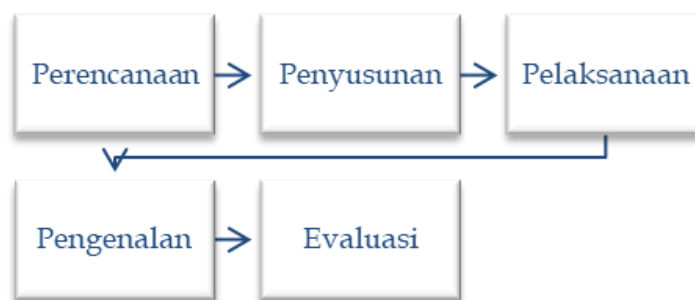 Perencanaan
Penyusunan
Pelaksanaan
Pengenalan
Evaluasi